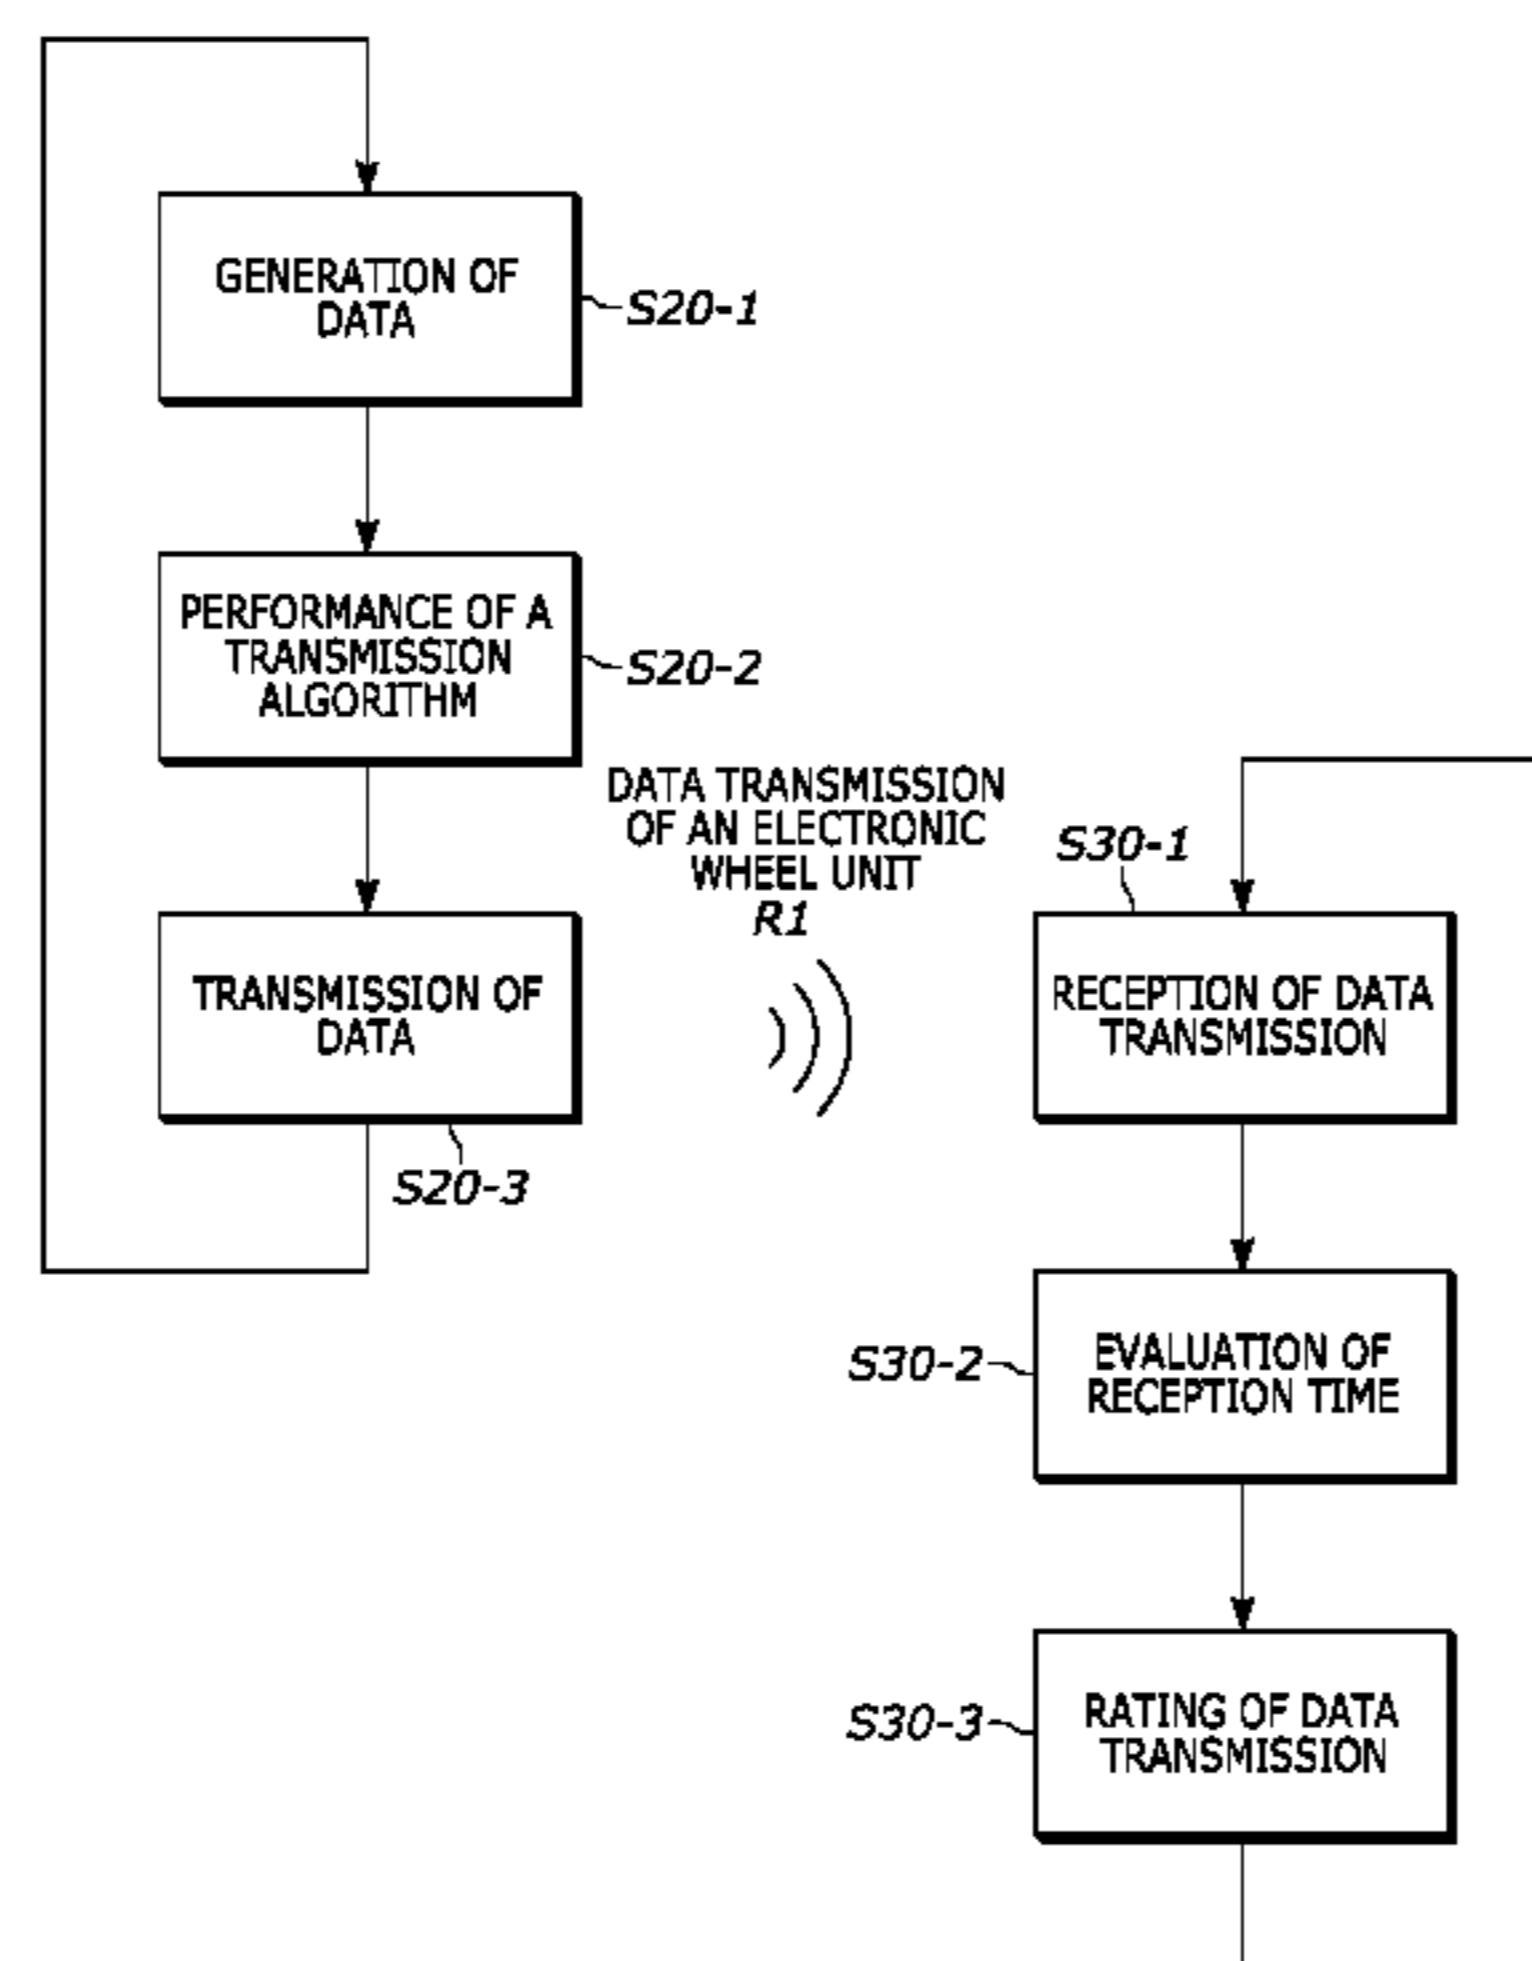 GENERATION OF
DATA
S20-1
PERFORMANCE OF A
TRANSMISSION
ALGORITHM
S20-2
DATA TRANSMISSION
OF AN ELECTRONIC
WHEEL UNIT
R1
TRANSMISSION OF
DATA
S20-3
S30-1
RECEPTION OF DATA
TRANSMISSION
S30-2
EVALUATION OF
RECEPTION TIME
S30-3
RATING OF DATA
TRANSMISSION